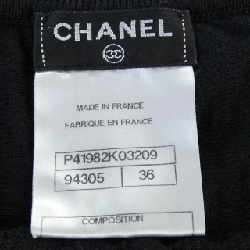 CHANEL
MADE IN FRANCE
FABRIQUE EN FRANCE
P41982K03209
94305 36
COMPOSITION